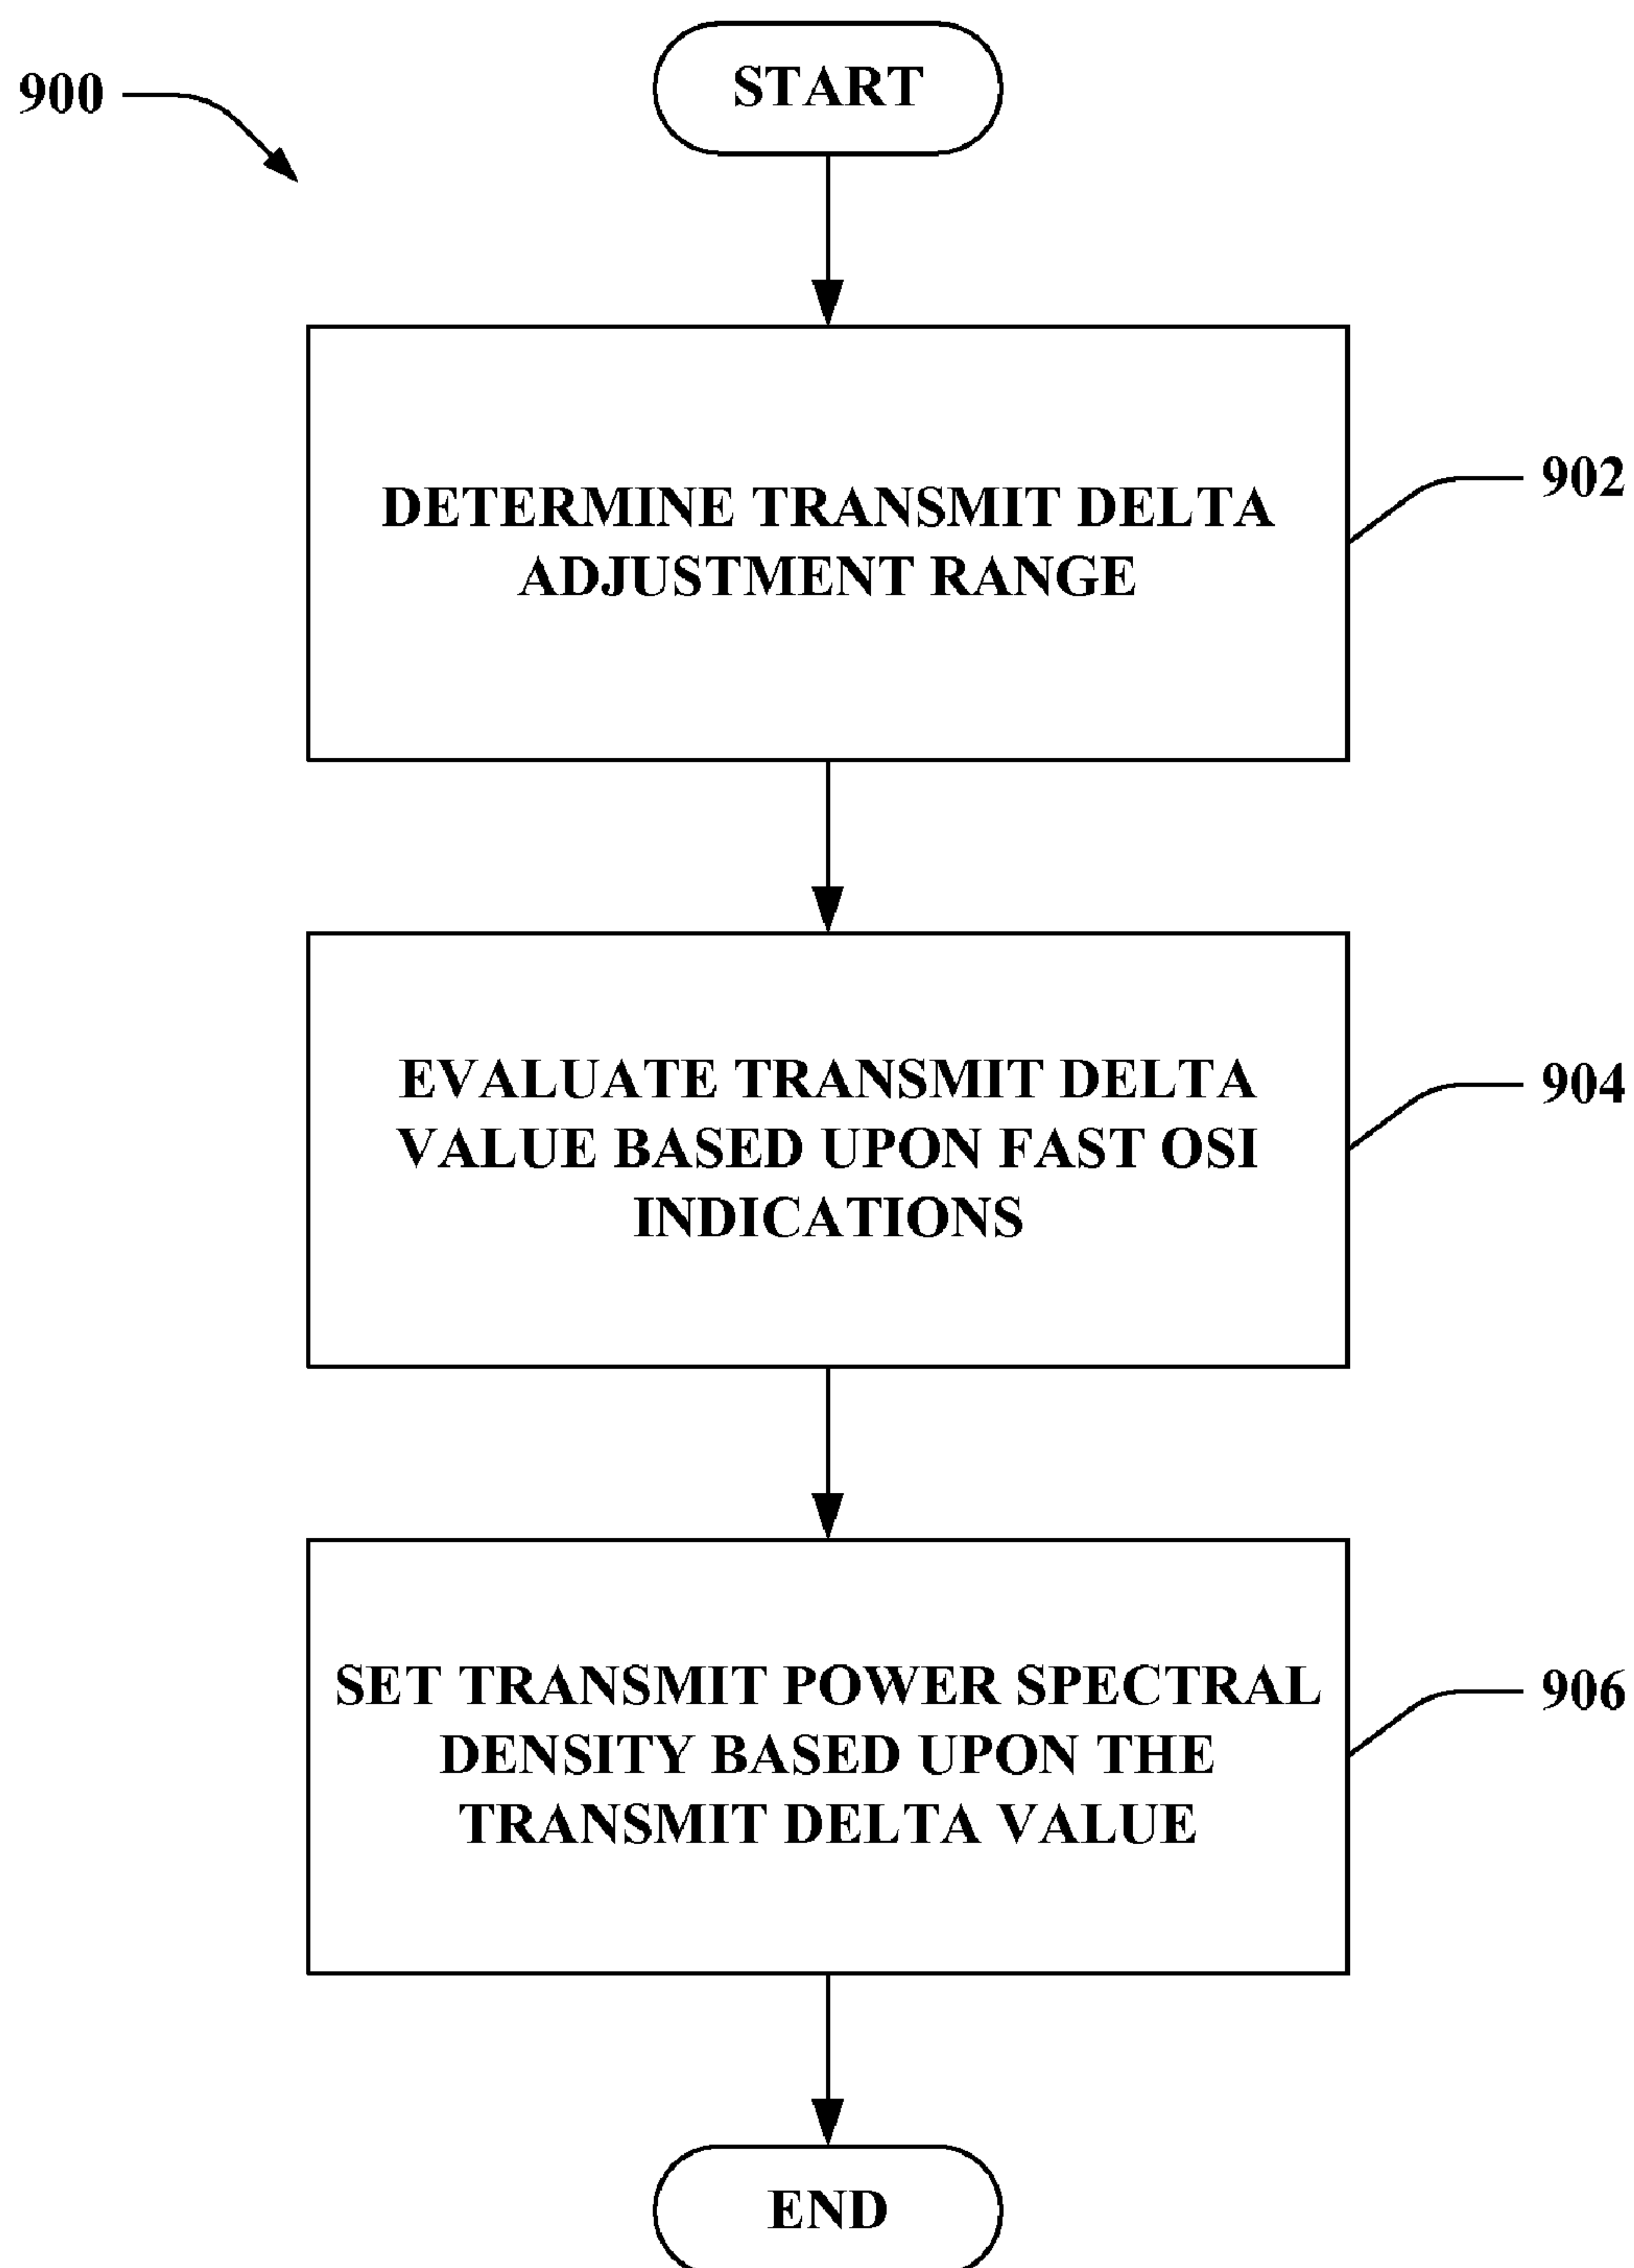 900
START
DETERMINE TRANSMIT DELTA
ADJUSTMENT RANGE
902
EVALUATE TRANSMIT DELTA
VALUE BASED UPON FAST OSI
INDICATIONS
904
SET TRANSMIT POWER SPECTRAL
DENSITY BASED UPON THE
TRANSMIT DELTA VALUE
906
END